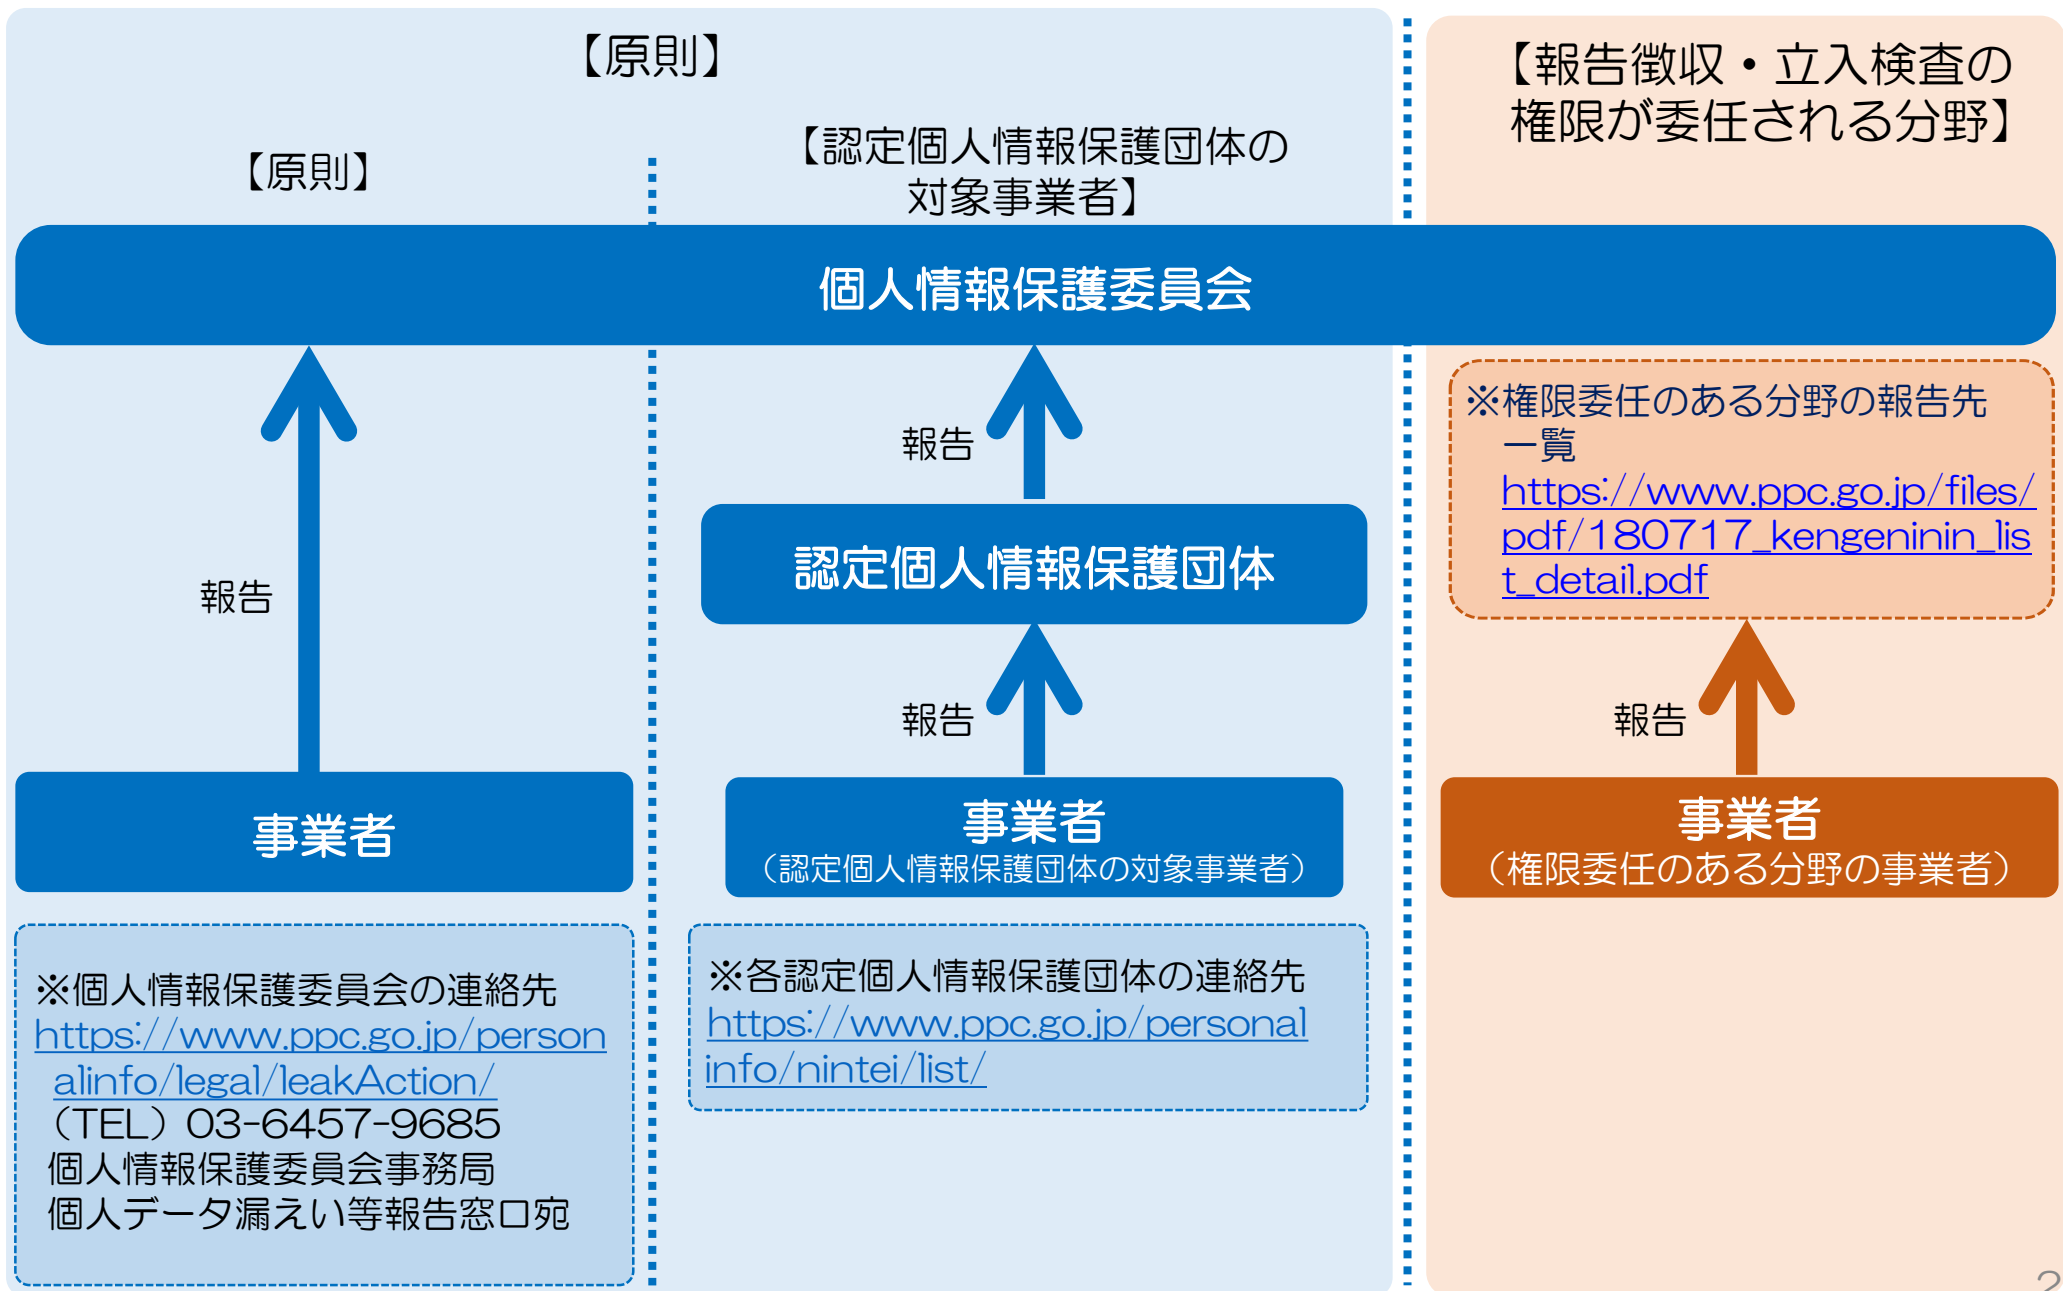 【原則】
【原則】
【認定個人情報保護団体の
対象事業者】
【報告徴収・立入検査の
権限が委任される分野】
個人情報保護委員会
報告
報告
認定個人情報保護団体
報告
事業者
事業者
（認定個人情報保護団体の対象事業者）
※個人情報保護委員会の連絡先
https://www.ppc.go.jp/person
alinfo/legal/leakAction/
（TEL）03-6457-9685
個人情報保護委員会事務局
個人データ漏えい等報告窓口宛
※各認定個人情報保護団体の連絡先
https://www.ppc.go.jp/personal
info/nintei/list/
※権限委任のある分野の報告先
一覧
https://www.ppc.go.jp/files/
pdf/180717_kengeninin_lis
t_detail.pdf
報告
事業者
（権限委任のある分野の事業者）
2